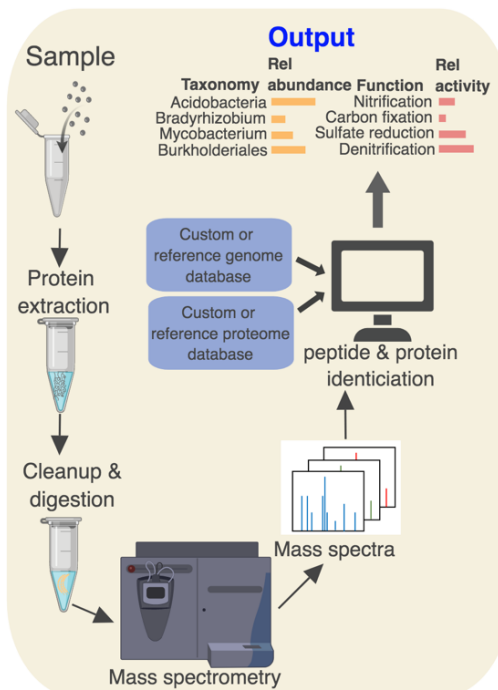 Sample
Output
Taxonomy Rel abundance Function Rel activity
Acidobacteria Nitrification
Bradyrhizobium Carbon fixation
Mycobacterium Sulfate reduction
Burkholderiales Denitrification
Custom or
reference genome
database
Protein
extraction
Custom or
reference proteome
database
peptide & protein
identiciation
Cleanup &
digestion
Mass spectra
Mass spectrometry